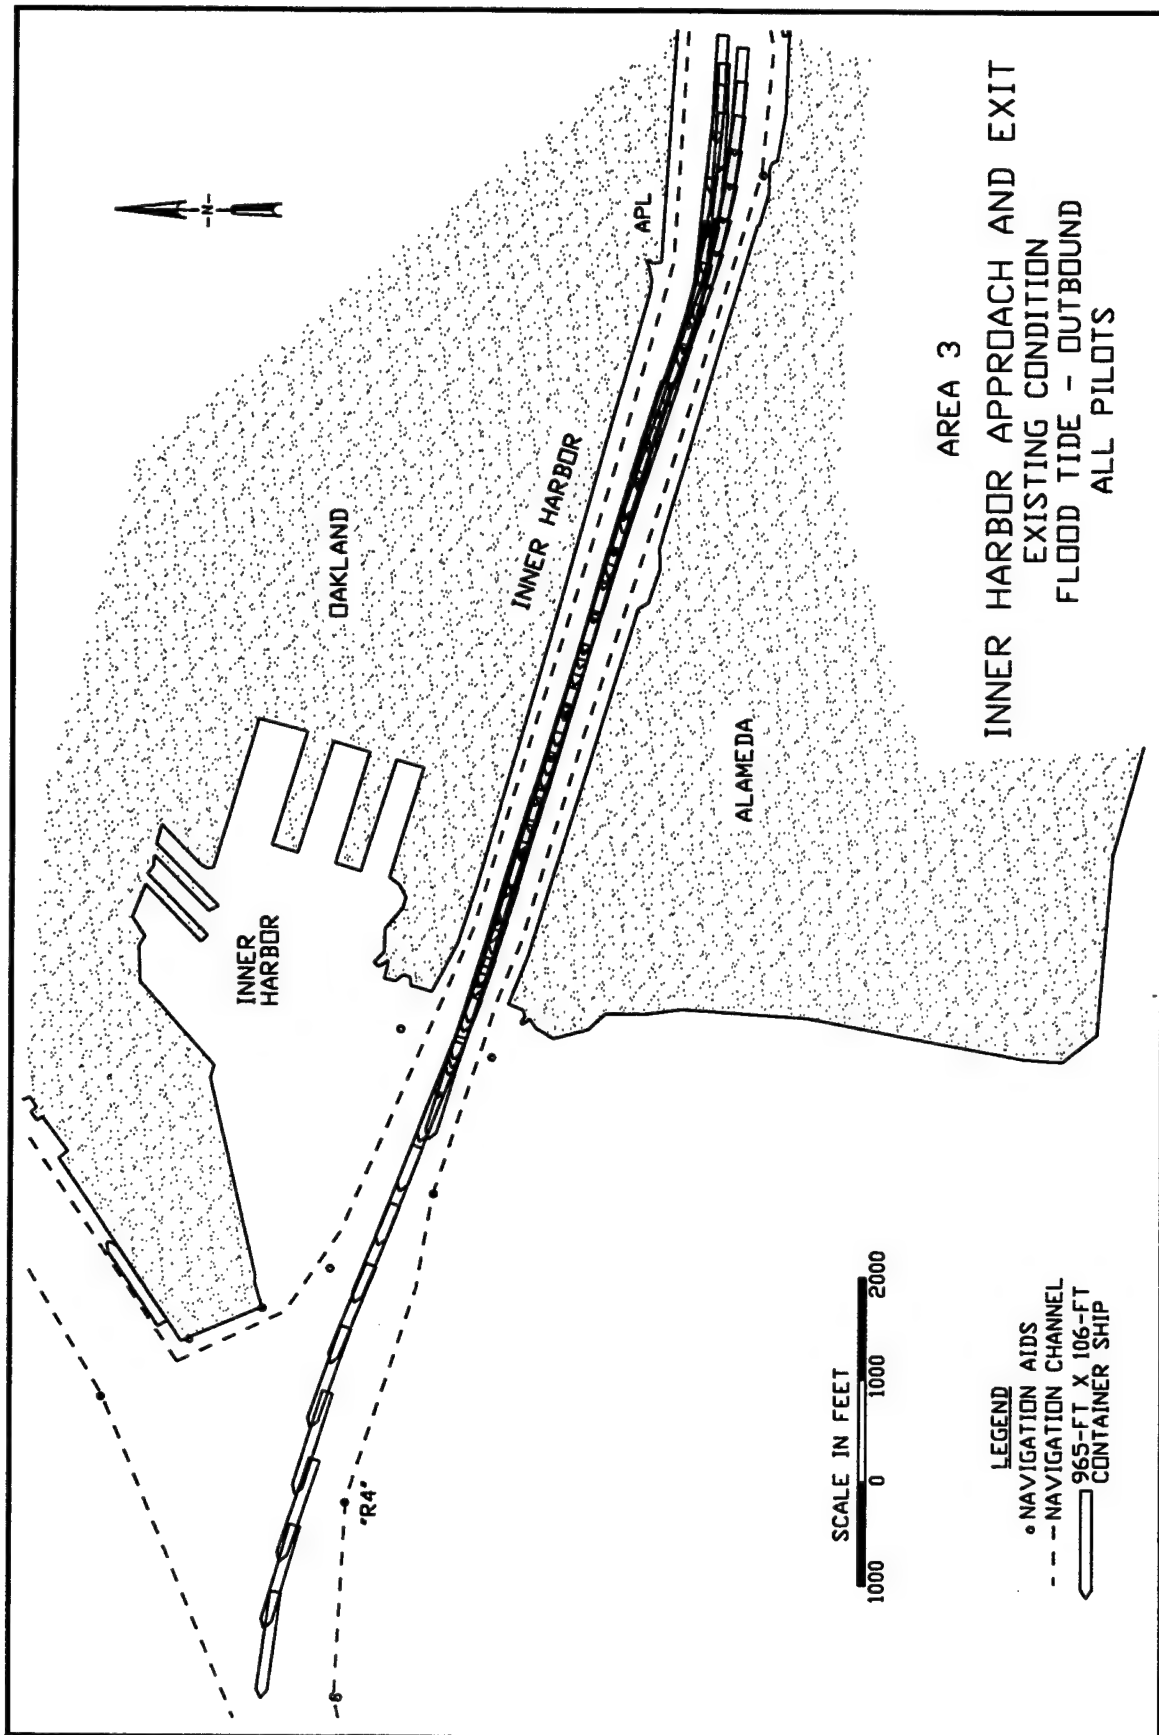 -N-
APL
OAKLAND
INNER HARBOR
INNER
HARBOR
ALAMEDA
"R4"
AREA 3
INNER HARBOR APPROACH AND EXIT
EXISTING CONDITION
FLOOD TIDE - OUTBOUND
ALL PILOTS
SCALE IN FEET
1000 0 1000 2000
LEGEND
NAVIGATION AIDS
NAVIGATION CHANNEL
965-FT X 106-FT
CONTAINER SHIP